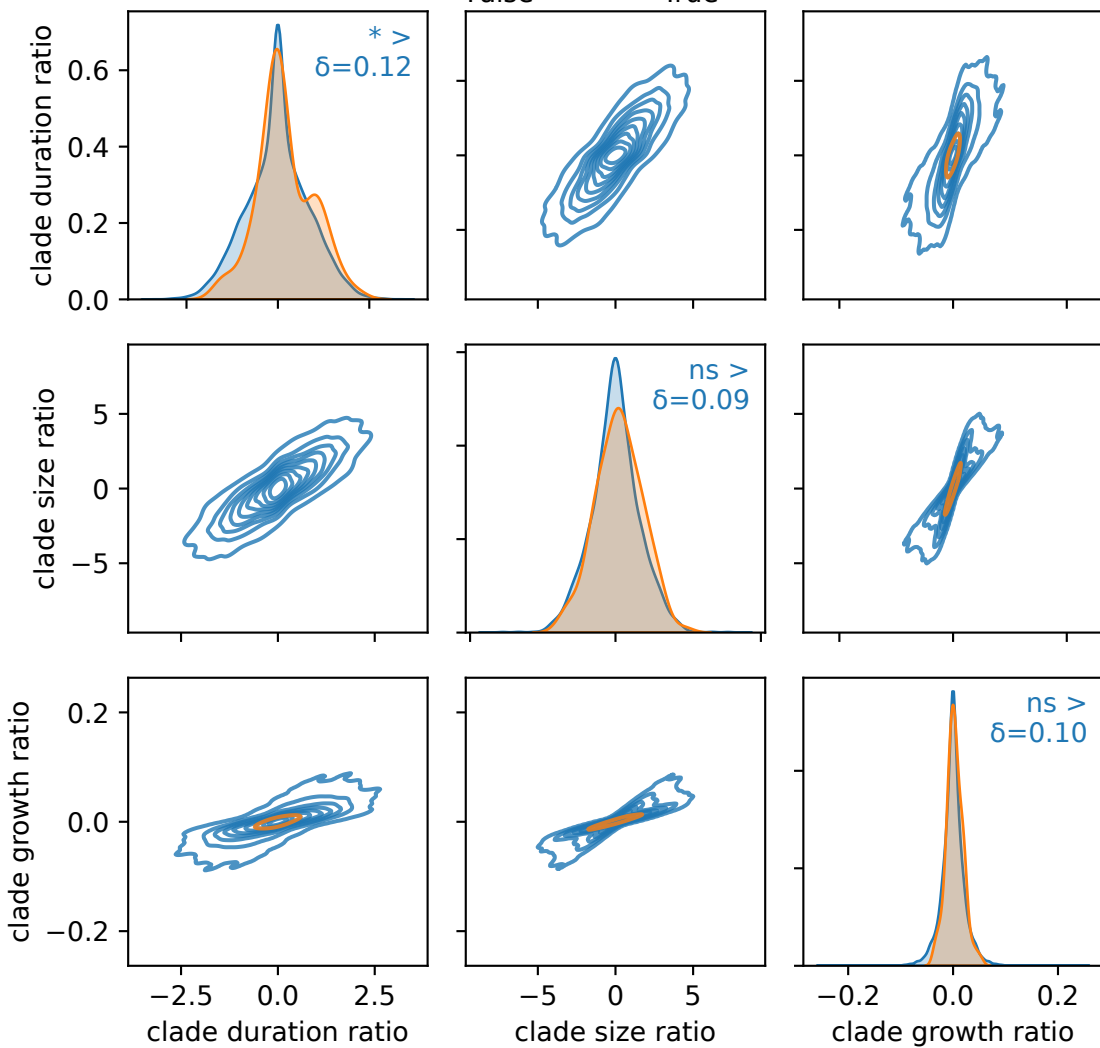 clade duration ratio
0.6
0.4
0.2
0.0
* >
δ=0.12
clade size ratio
5
0
−5
ns >
δ=0.09
clade growth ratio
0.2
0.0
−0.2
ns >
δ=0.10
−2.5 0.0 2.5
−5 0 5
−0.2 0.0 0.2
clade duration ratio
clade size ratio
clade growth ratio